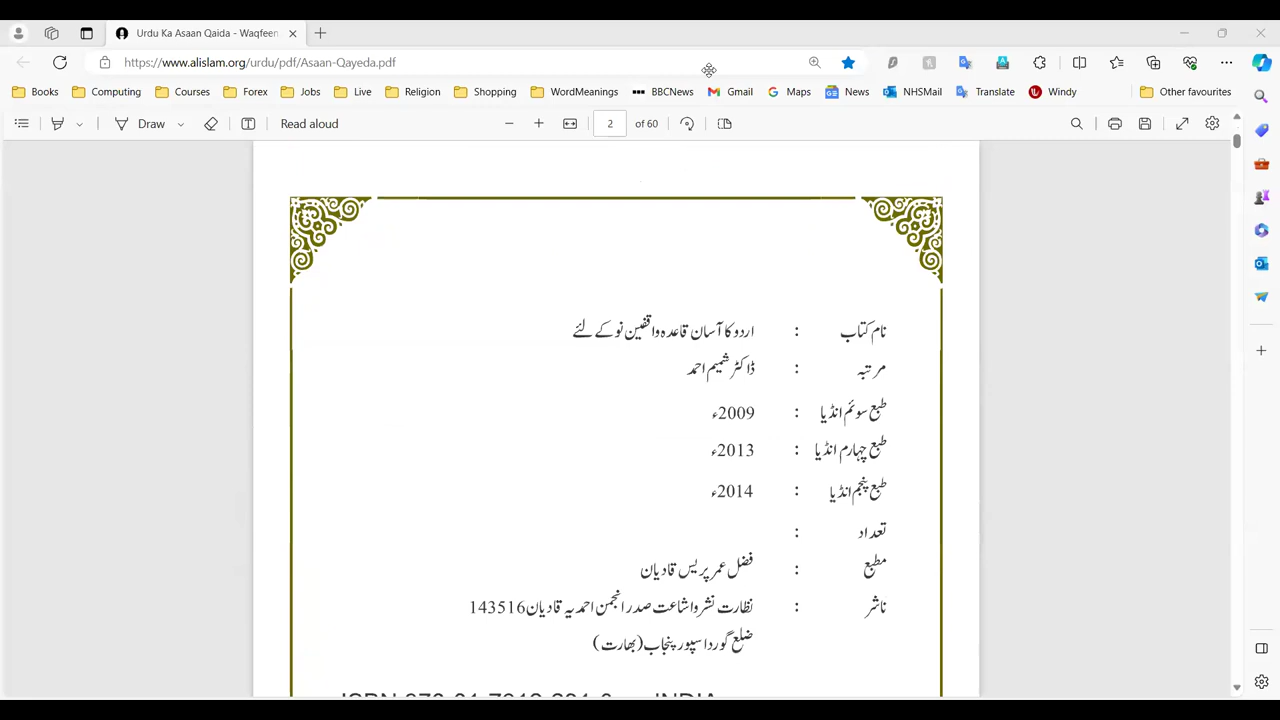 Urdu Ka Asaan Qaida - Waqfeen
https://www.alislam.org/urdu/pdf/Asaan-Qayeda.pdf
Books Computing Courses Forex Jobs Live Religion Shopping WordMeanings BBCNews Gmail Maps News NHSMail Translate Windy Other favourites
Draw Read aloud 2 of 60
نام کتاب : اردو کا آسان قاعدہ واقفین نو کے لئے
مرتبہ : ڈاکٹر شمیم احمد
طبع سوئم انڈیا : 2009ء
طبع چہارم انڈیا : 2013ء
طبع پنجم انڈیا : 2014ء
تعداد :
مطبع : فضل عمر پریس قادیان
ناشر : نظارت نشر و اشاعت صدر انجمن احمدیہ قادیان 143516
ضلع گورداسپور پنجاب (بھارت)
INDIA